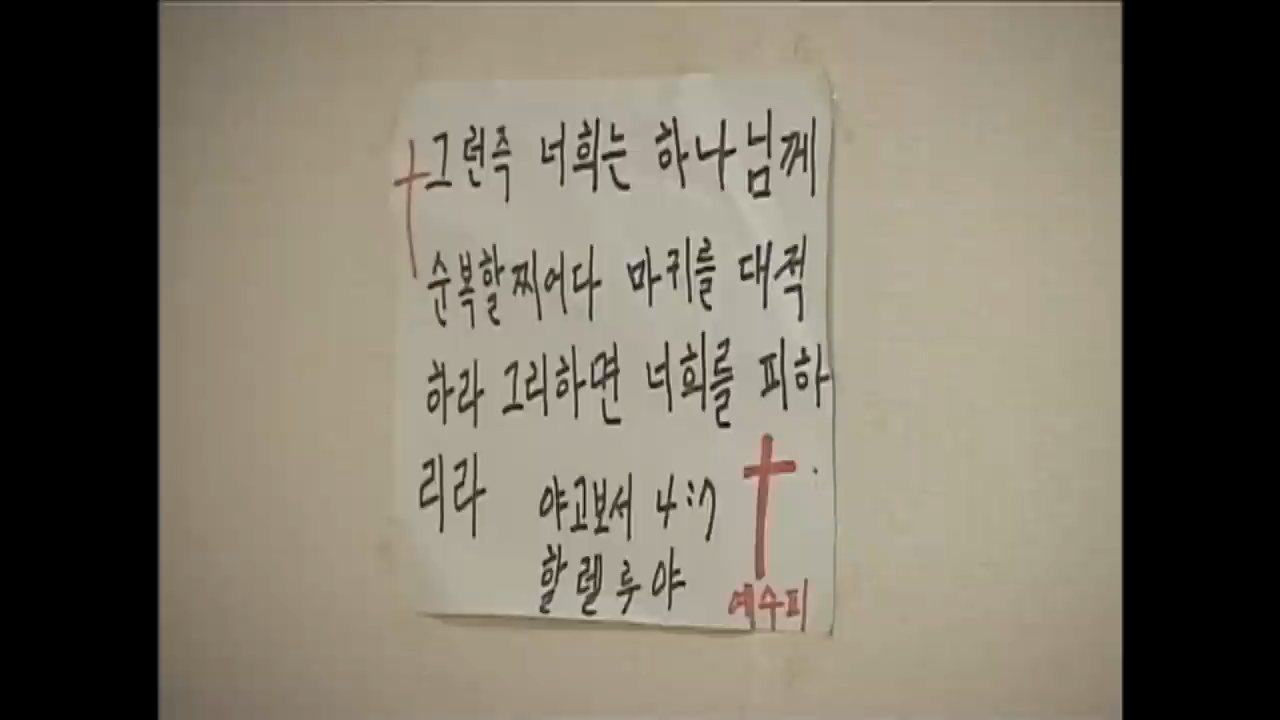 그런즉 너희는 하나님께
순복할찌어다 마귀를 대적
하라 그리하면 너희를 피하
리라 야고보서 4:7
할렐루야
예수피